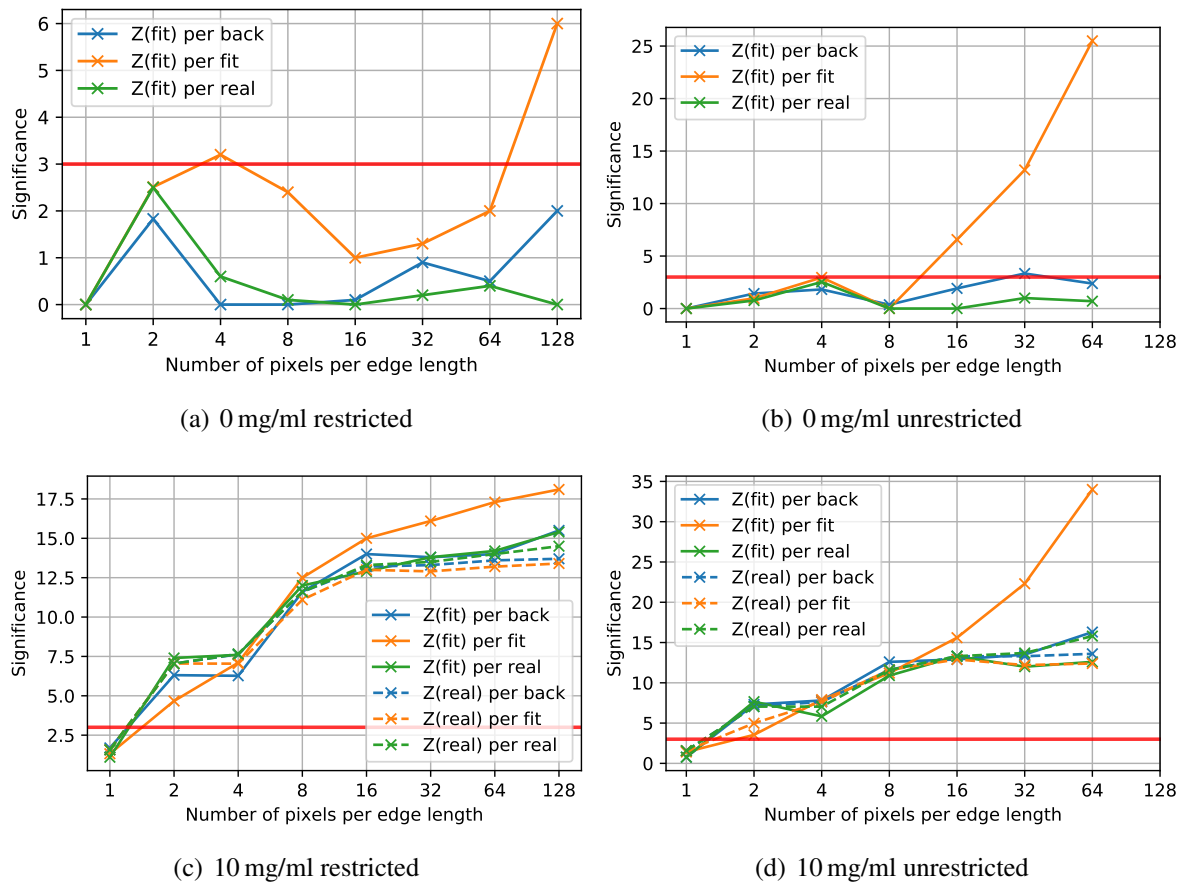 6
5
4
3
2
1
0
Significance
Z(fit) per back
Z(fit) per fit
Z(fit) per real
1 2 4 8 16 32 64 128
Number of pixels per edge length
(a) 0 mg/ml restricted
25
20
15
10
5
0
Significance
Z(fit) per back
Z(fit) per fit
Z(fit) per real
1 2 4 8 16 32 64 128
Number of pixels per edge length
(b) 0 mg/ml unrestricted
17.5
15.0
12.5
10.0
7.5
5.0
2.5
Significance
Z(fit) per back
Z(fit) per fit
Z(fit) per real
Z(real) per back
Z(real) per fit
Z(real) per real
1 2 4 8 16 32 64 128
Number of pixels per edge length
(c) 10 mg/ml restricted
35
30
25
20
15
10
5
0
Significance
Z(fit) per back
Z(fit) per fit
Z(fit) per real
Z(real) per back
Z(real) per fit
Z(real) per real
1 2 4 8 16 32 64 128
Number of pixels per edge length
(d) 10 mg/ml unrestricted